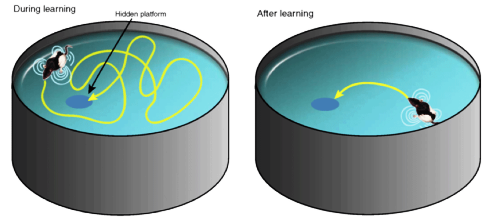 During learning
Hidden platform
After learning